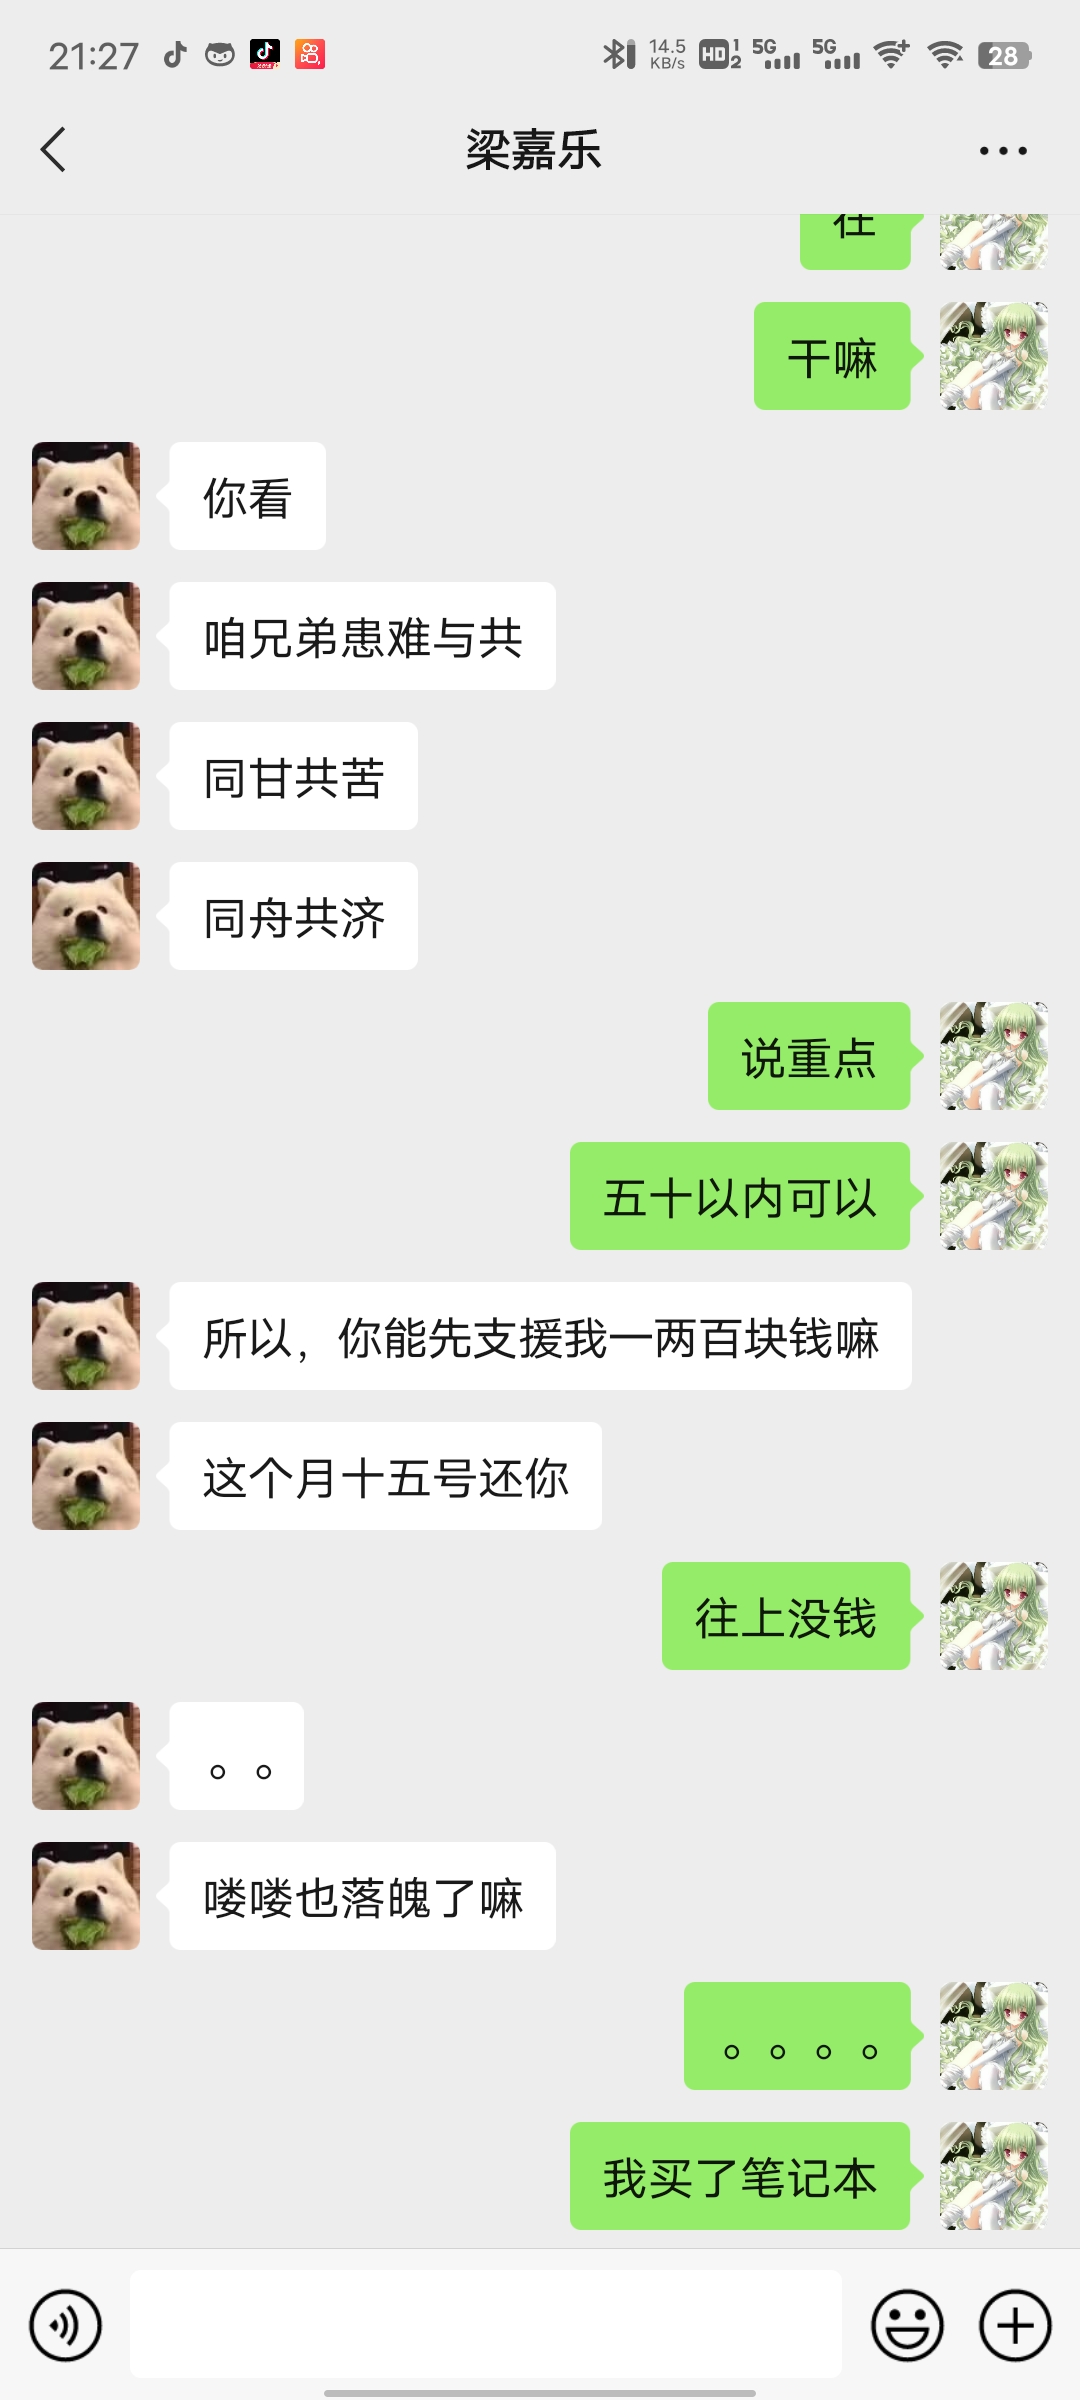 21:27
14.5
KB/s
HD 1 2
5G
5G
28
梁嘉乐
在
干嘛
你看
咱兄弟患难与共
同甘共苦
同舟共济
说重点
五十以内可以
所以，你能先支援我一两百块钱嘛
这个月十五号还你
往上没钱
。。
喽喽也落魄了嘛
。。。。
我买了笔记本